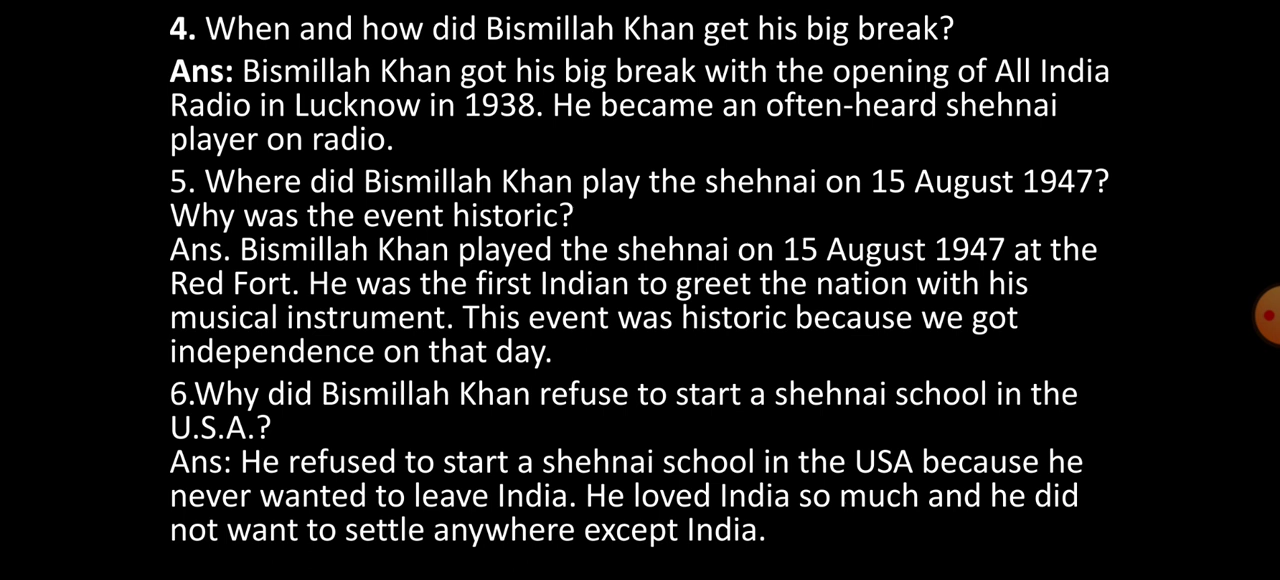 4. When and how did Bismillah Khan get his big break?
Ans: Bismillah Khan got his big break with the opening of All India
Radio in Lucknow in 1938. He became an often-heard shehnai
player on radio.
5. Where did Bismillah Khan play the shehnai on 15 August 1947?
Why was the event historic?
Ans. Bismillah Khan played the shehnai on 15 August 1947 at the
Red Fort. He was the first Indian to greet the nation with his
musical instrument. This event was historic because we got
independence on that day.
6.Why did Bismillah Khan refuse to start a shehnai school in the
U.S.A.?
Ans: He refused to start a shehnai school in the USA because he
never wanted to leave India. He loved India so much and he did
not want to settle anywhere except India.